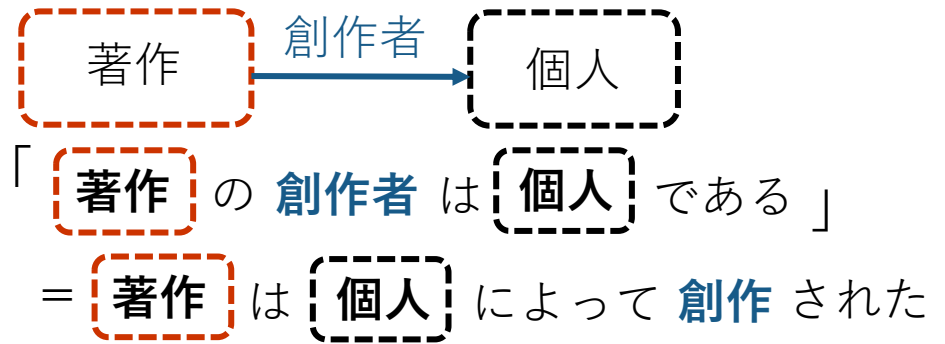 著作 創作者 個人
「 著作 の 創作者 は 個人 である 」
= 著作 は 個人 によって 創作 された